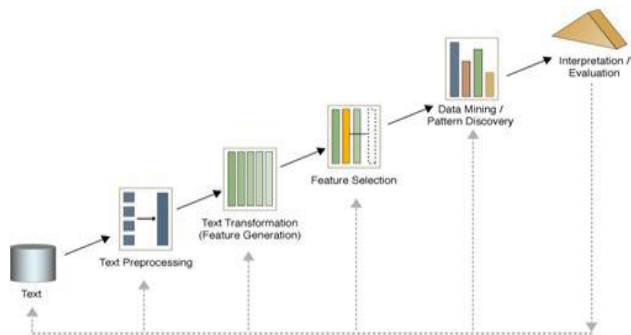 Text
Text Preprocessing
Text Transformation
(Feature Generation)
Feature Selection
Data Mining /
Pattern Discovery
Interpretation /
Evaluation